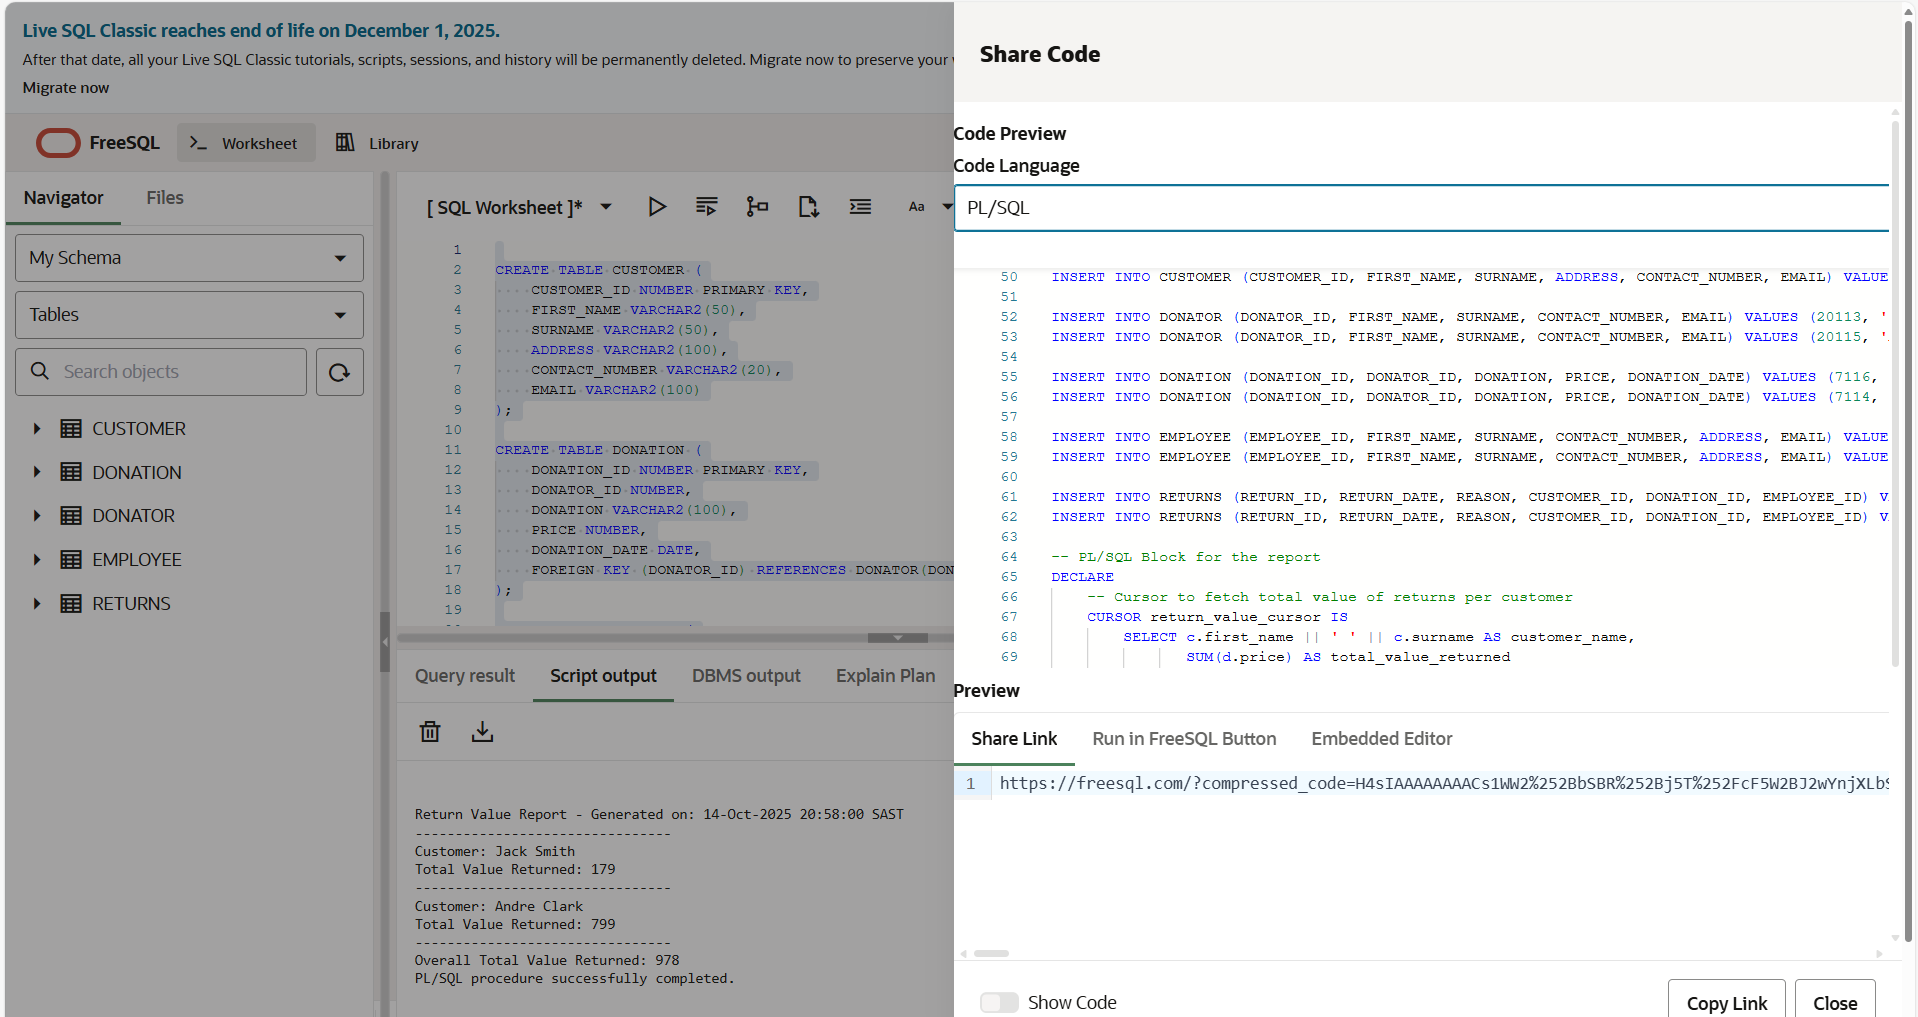 Live SQL Classic reaches end of life on December 1, 2025.
After that date, all your Live SQL Classic tutorials, scripts, sessions, and history will be permanently deleted. Migrate now to preserve your
Migrate now
FreeSQL
Worksheet
Library
Navigator
Files
My Schema
Tables
Search objects
CUSTOMER
DONATION
DONATOR
EMPLOYEE
RETURNS
[ SQL Worksheet ]*
Aa
1
2 CREATE TABLE CUSTOMER (
3 CUSTOMER_ID NUMBER PRIMARY KEY,
4 FIRST_NAME VARCHAR2(50),
5 SURNAME VARCHAR2(50),
6 ADDRESS VARCHAR2(100),
7 CONTACT_NUMBER VARCHAR2(20),
8 EMAIL VARCHAR2(100)
9 );
10
11 CREATE TABLE DONATION (
12 DONATION_ID NUMBER PRIMARY KEY,
13 DONATOR_ID NUMBER,
14 DONATION VARCHAR2(100),
15 PRICE NUMBER,
16 DONATION_DATE DATE,
17 FOREIGN KEY (DONATOR_ID) REFERENCES DONATOR(DON
18 );
19
Query result
Script output
DBMS output
Explain Plan
Return Value Report - Generated on: 14-Oct-2025 20:58:00 SAST
--------------------------------
Customer: Jack Smith
Total Value Returned: 179
--------------------------------
Customer: Andre Clark
Total Value Returned: 799
--------------------------------
Overall Total Value Returned: 978
PL/SQL procedure successfully completed.
Share Code
Code Preview
Code Language
PL/SQL
50 INSERT INTO CUSTOMER (CUSTOMER_ID, FIRST_NAME, SURNAME, ADDRESS, CONTACT_NUMBER, EMAIL) VALUE
51
52 INSERT INTO DONATOR (DONATOR_ID, FIRST_NAME, SURNAME, CONTACT_NUMBER, EMAIL) VALUES (20113, '
53 INSERT INTO DONATOR (DONATOR_ID, FIRST_NAME, SURNAME, CONTACT_NUMBER, EMAIL) VALUES (20115, '
54
55 INSERT INTO DONATION (DONATION_ID, DONATOR_ID, DONATION, PRICE, DONATION_DATE) VALUES (7116,
56 INSERT INTO DONATION (DONATION_ID, DONATOR_ID, DONATION, PRICE, DONATION_DATE) VALUES (7114,
57
58 INSERT INTO EMPLOYEE (EMPLOYEE_ID, FIRST_NAME, SURNAME, CONTACT_NUMBER, ADDRESS, EMAIL) VALUE
59 INSERT INTO EMPLOYEE (EMPLOYEE_ID, FIRST_NAME, SURNAME, CONTACT_NUMBER, ADDRESS, EMAIL) VALUE
60
61 INSERT INTO RETURNS (RETURN_ID, RETURN_DATE, REASON, CUSTOMER_ID, DONATION_ID, EMPLOYEE_ID) V
62 INSERT INTO RETURNS (RETURN_ID, RETURN_DATE, REASON, CUSTOMER_ID, DONATION_ID, EMPLOYEE_ID) V
63
64 -- PL/SQL Block for the report
65 DECLARE
66 -- Cursor to fetch total value of returns per customer
67 CURSOR return_value_cursor IS
68 SELECT c.first_name || ' ' || c.surname AS customer_name,
69 SUM(d.price) AS total_value_returned
Preview
Share Link
Run in FreeSQL Button
Embedded Editor
1 https://freesql.com/?compressed_code=H4sIAAAAAAAACs1WW2%252BbSBR%252Bj5T%252FcF5W2BJ2wYnjXLbS
Show Code
Copy Link
Close